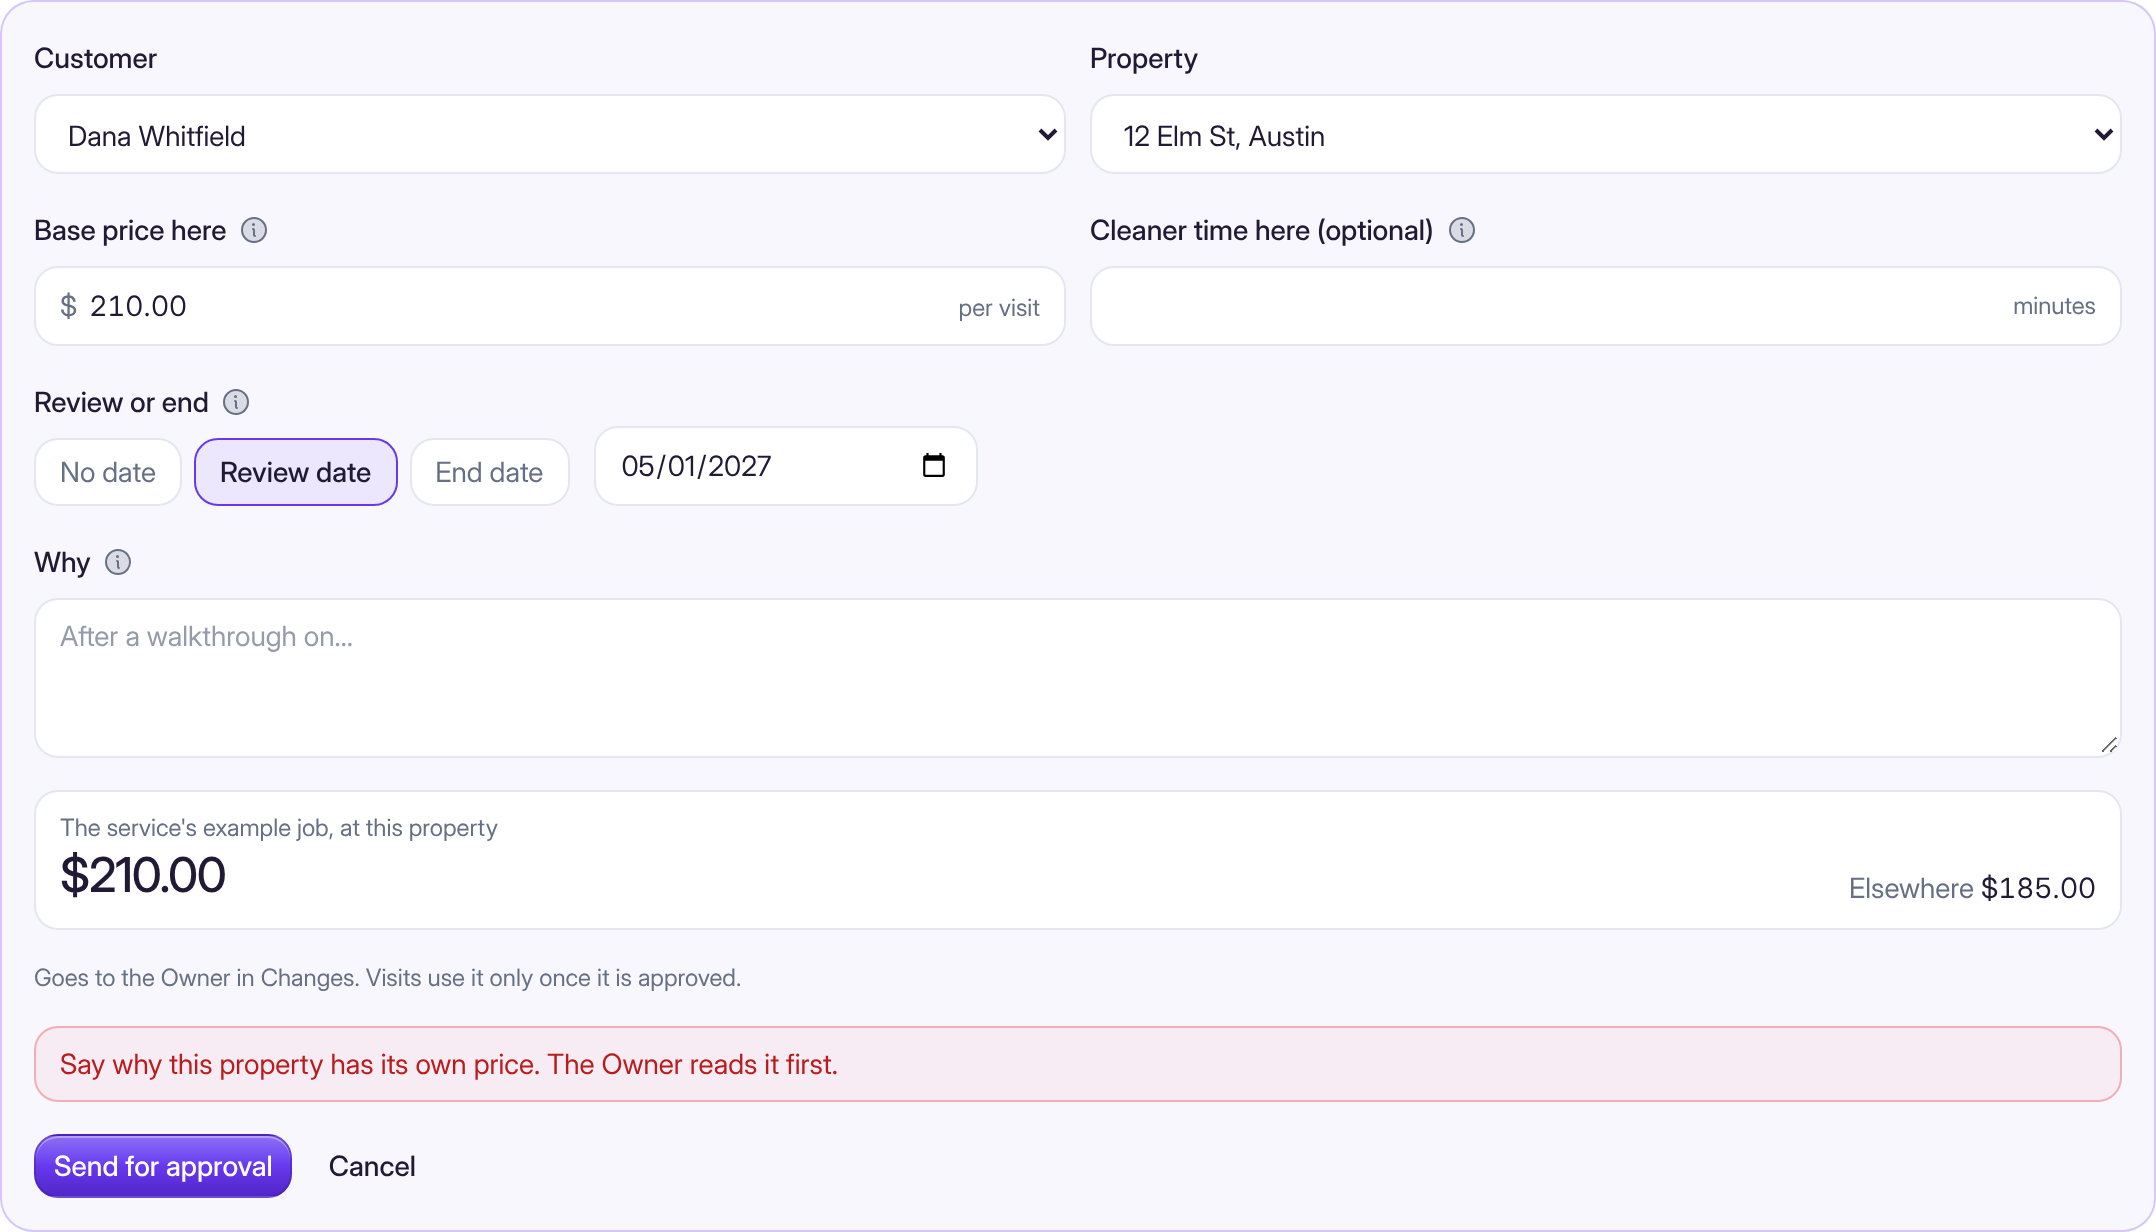 Customer
Property
Dana Whitfield
12 Elm St, Austin
Base price here
Cleaner time here (optional)
$ 210.00 per visit
minutes
Review or end
No date
Review date
End date
05/01/2027
Why
After a walkthrough on...
The service's example job, at this property
$210.00
Elsewhere $185.00
Goes to the Owner in Changes. Visits use it only once it is approved.
Say why this property has its own price. The Owner reads it first.
Send for approval
Cancel